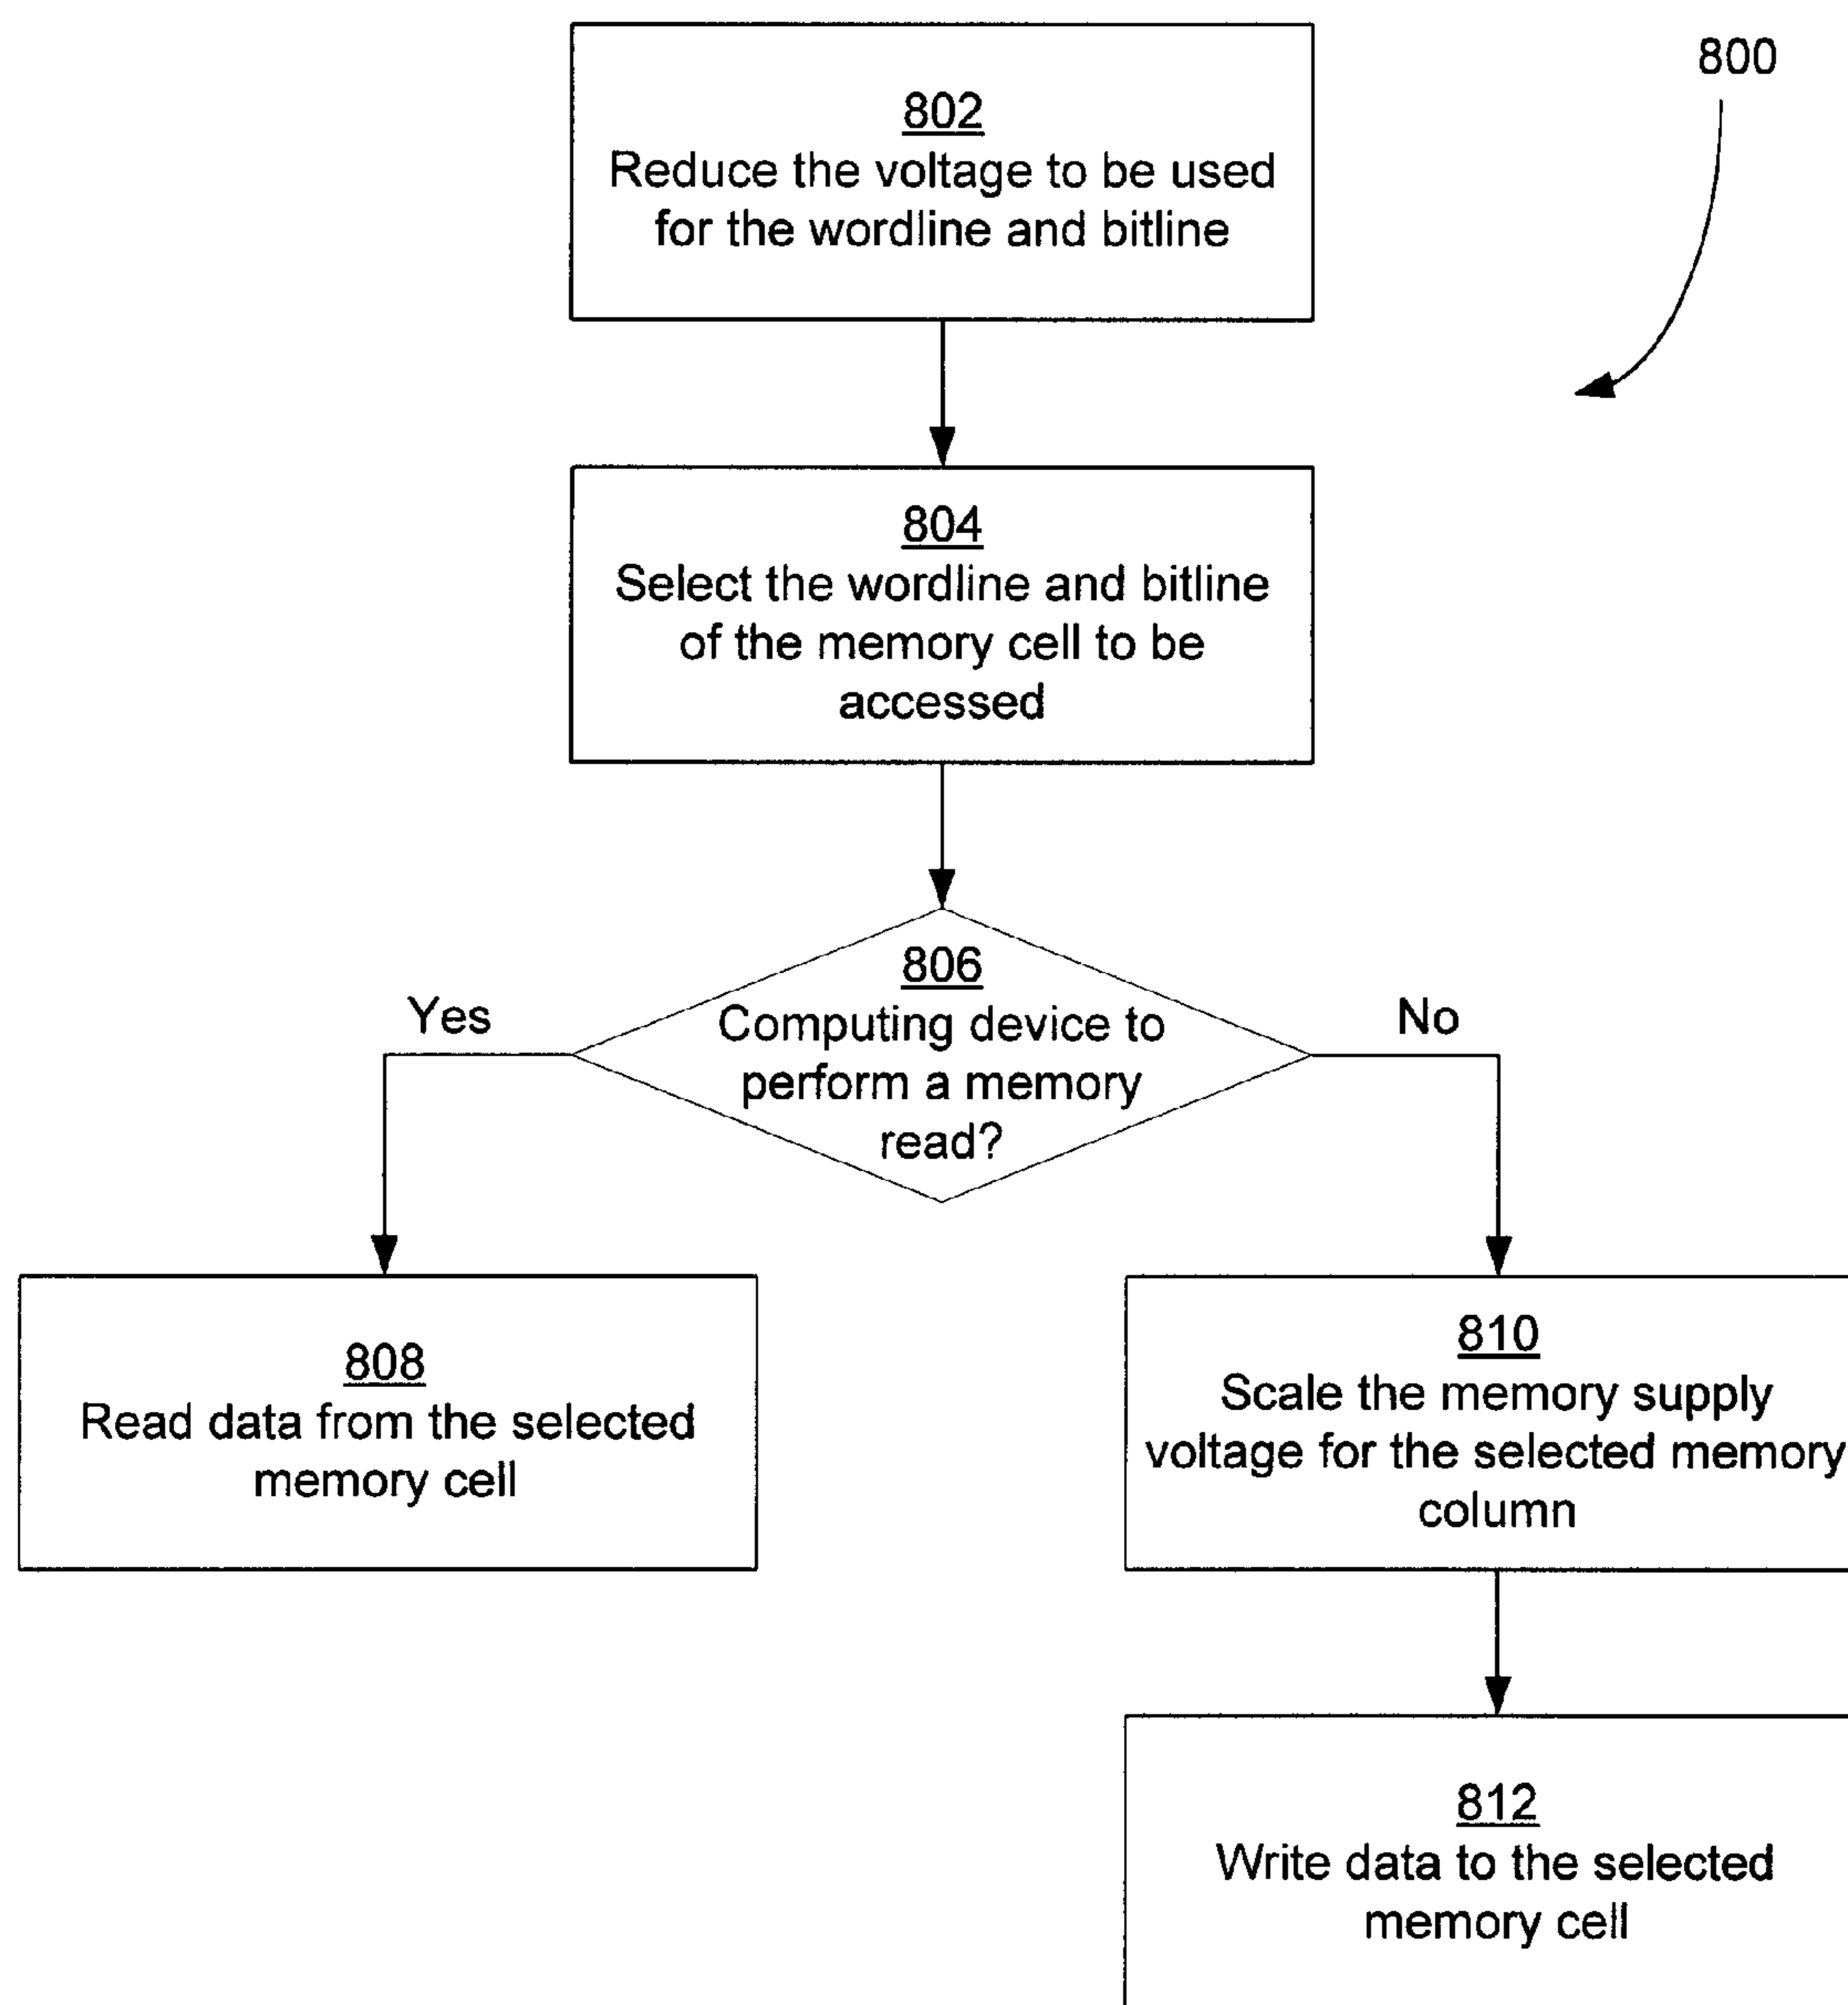 800
802
Reduce the voltage to be used
for the wordline and bitline
804
Select the wordline and bitline
of the memory cell to be
accessed
806
Computing device to
perform a memory
read?
Yes
No
808
Read data from the selected
memory cell
810
Scale the memory supply
voltage for the selected memory
column
812
Write data to the selected
memory cell